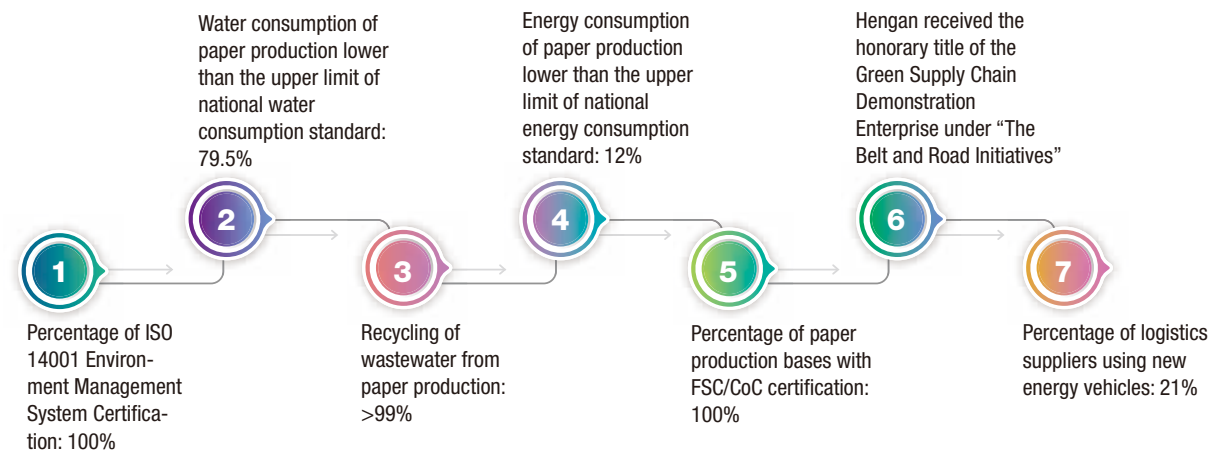 1
Percentage of ISO
14001 Environ-
ment Management
System Certifica-
tion: 100%
2
Water consumption of
paper production lower
than the upper limit of
national water
consumption standard:
79.5%
3
Recycling of
wastewater from
paper production:
>99%
4
Energy consumption
of paper production
lower than the upper
limit of national
energy consumption
standard: 12%
5
Percentage of paper
production bases with
FSC/CoC certification:
100%
6
Hengan received the
honorary title of the
Green Supply Chain
Demonstration
Enterprise under “The
Belt and Road Initiatives”
7
Percentage of logistics
suppliers using new
energy vehicles: 21%